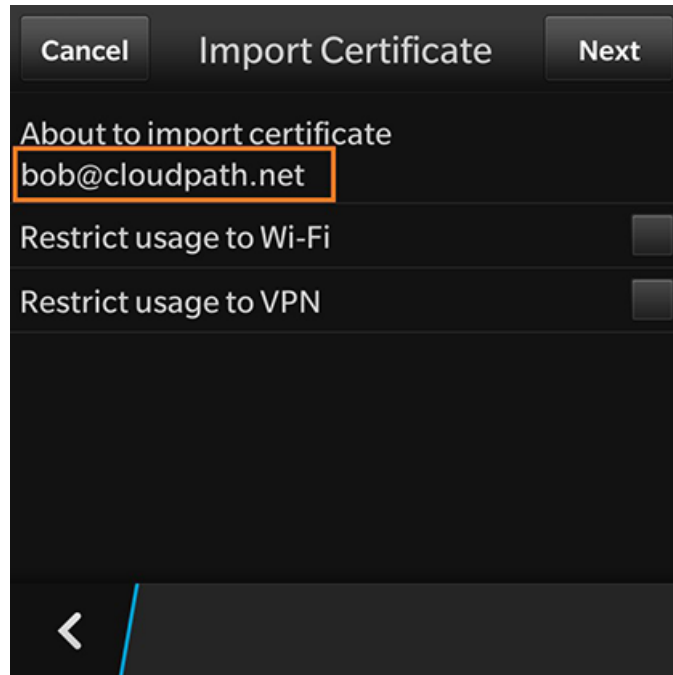 Cancel Import Certificate Next
About to import certificate
bob@cloudpath.net
Restrict usage to Wi-Fi
Restrict usage to VPN